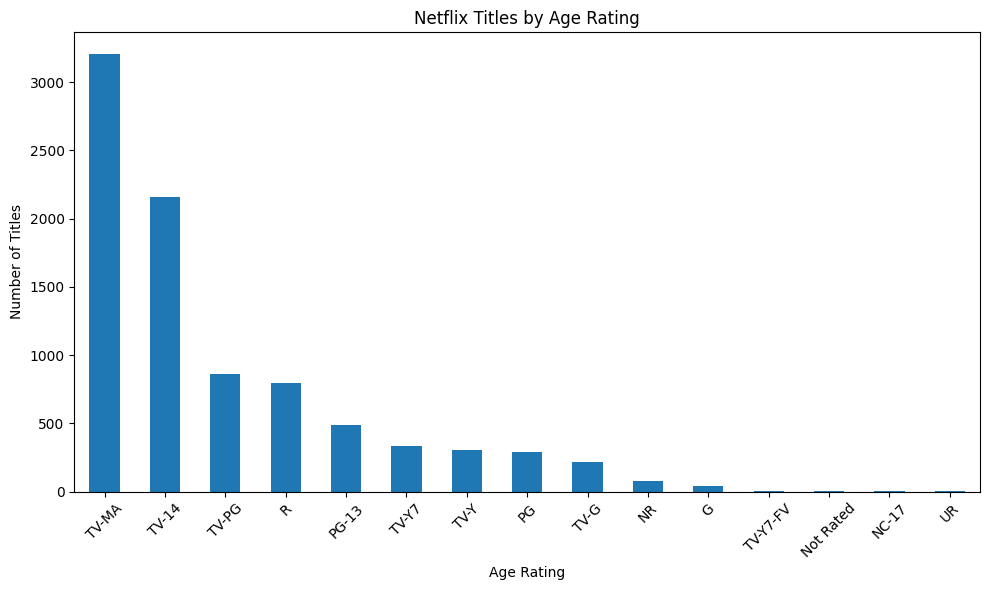 Netflix Titles by Age Rating
Number of Titles
3000
2500
2000
1500
1000
500
0
TV-MA
TV-14
TV-PG
R
PG-13
TV-Y7
TV-Y
PG
TV-G
NR
G
TV-Y7-FV
Not Rated
NC-17
UR
Age Rating